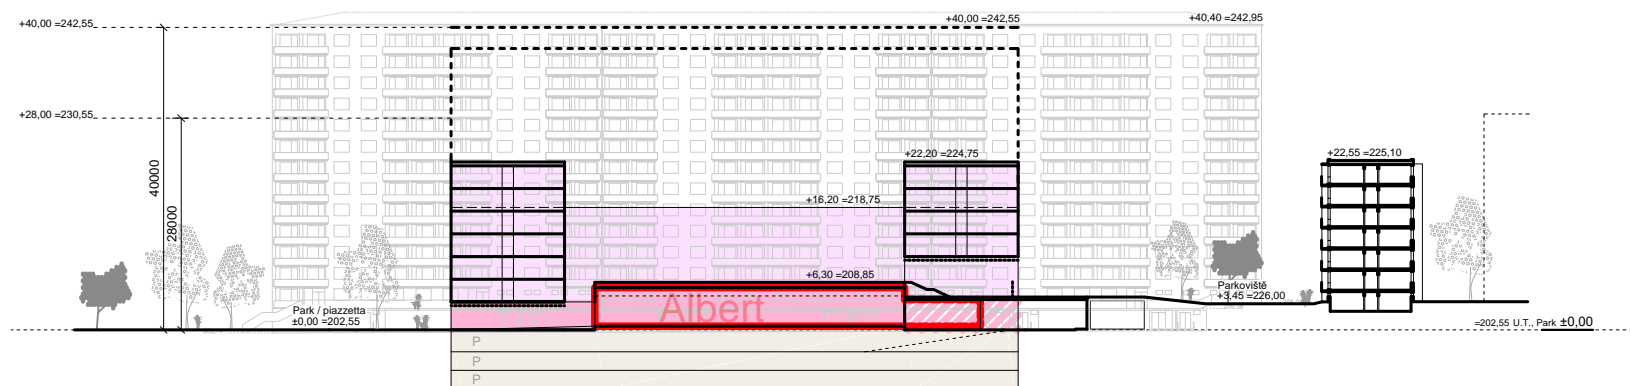 +40,00 =242,55
+40,00 =242,55
+40,40 =242,95
+28,00 =230,55
40000
28000
+22,20 =224,75
+22,55 =225,10
+16,20 =218,75
+6,30 =208,85
Albert
Parkoviště
+3,45 =226,00
Park / piazzetta
±0,00 =202,55
=202,55 U.T., Park ±0,00
P
P
P